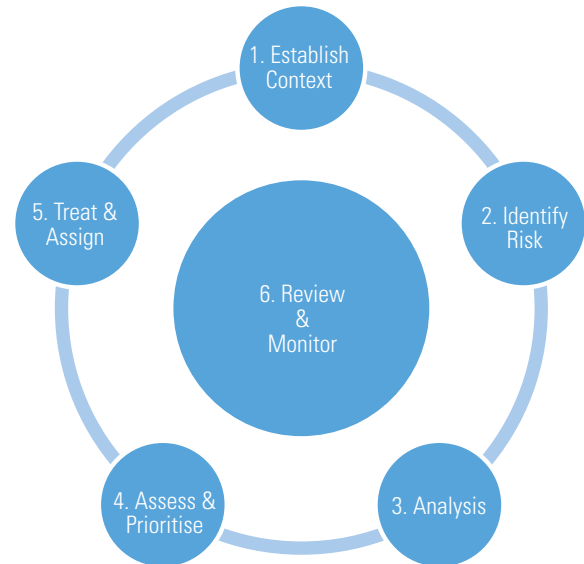 1. Establish
Context
2. Identify
Risk
3. Analysis
4. Assess &
Prioritise
5. Treat &
Assign
6. Review
&
Monitor